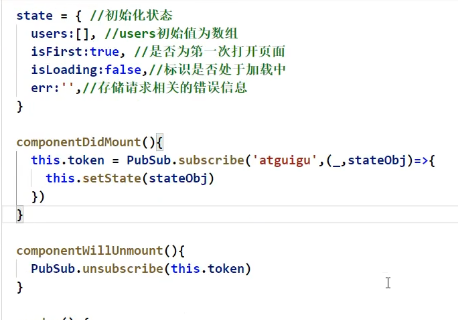 state = { //初始化状态
users:[], //users初始值为数组
isFirst:true, //是否为第一次打开页面
isLoading:false,//标识是否处于加载中
err:'',//存储请求相关的错误信息
}
componentDidMount(){
this.token = PubSub.subscribe('atguigu',(_,stateObj)=>{
this.setState(stateObj)
})
}
componentWillUnmount(){
PubSub.unsubscribe(this.token)
}